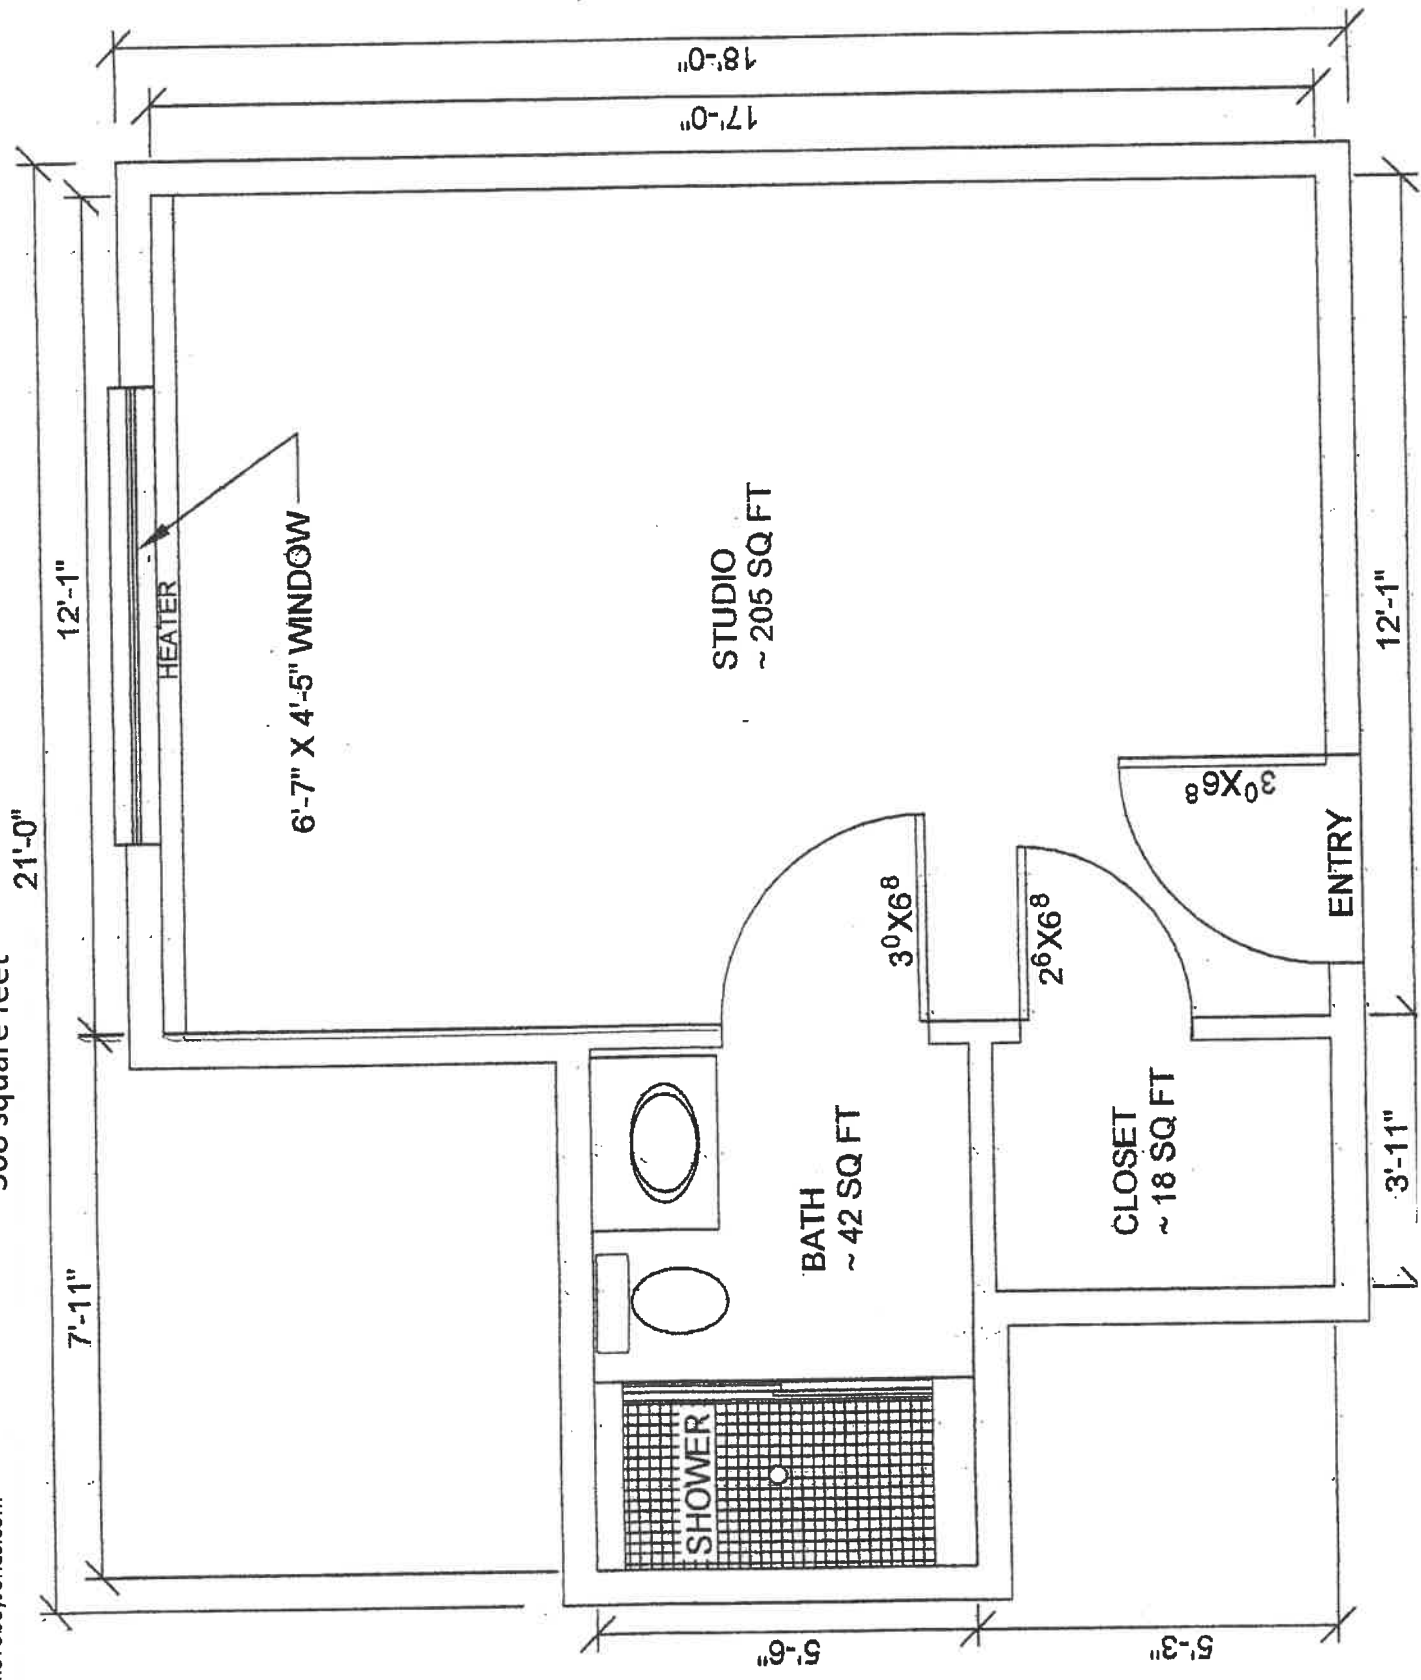 square feet
21'-0"
7'-11"
12'-1"
18'-0"
17'-0"
HEATER
6'-7" X 4'-5" WINDOW
STUDIO
~ 205 SQ FT
3⁰X6⁸
2⁶X6⁸
3⁰X6⁸
ENTRY
BATH
~ 42 SQ FT
SHOWER
CLOSET
~ 18 SQ FT
5'-6"
5'-3"
3'-11"
12'-1"